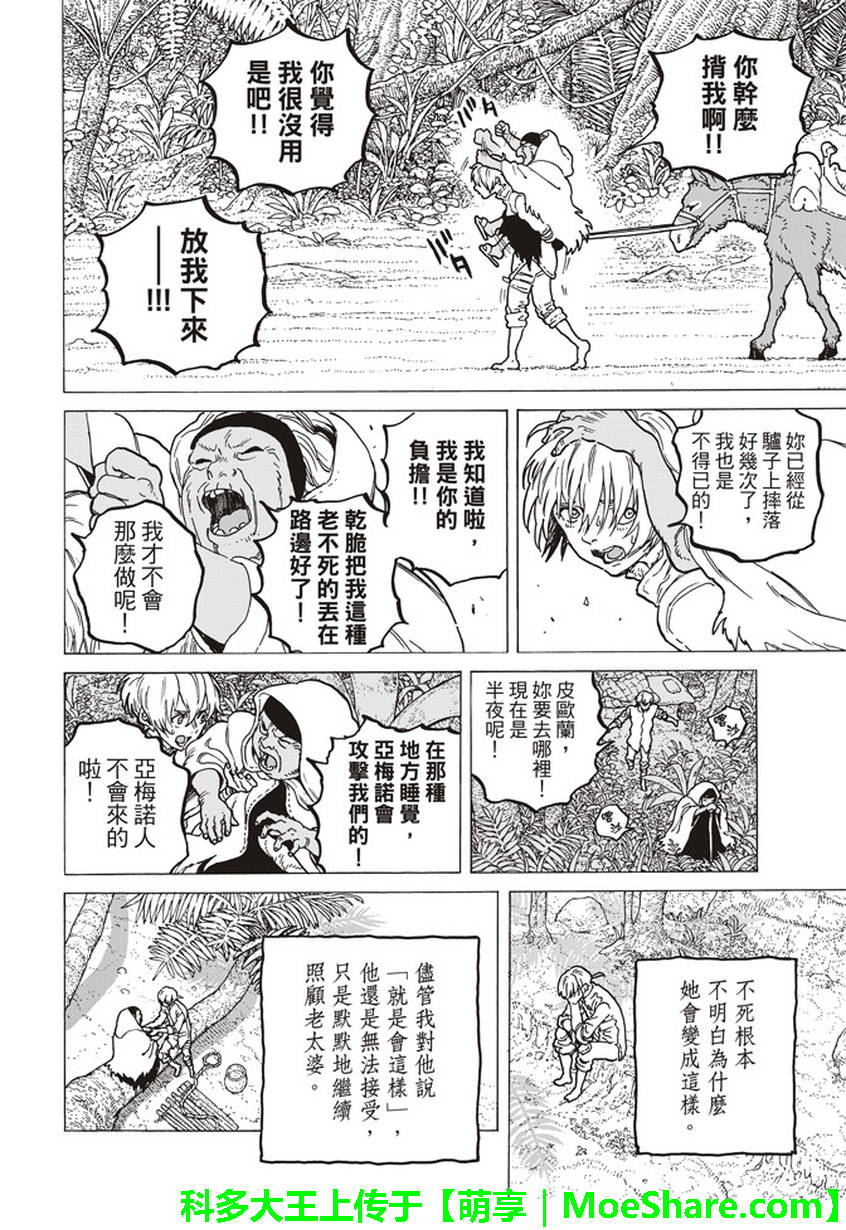 你幹麼
揹我啊!!
你覺得
我很沒用
是吧!!
放我下來
——!!!
ドタ
ドタ
妳已經從
驢子上摔落
好幾次了，
我也是
不得已的！
我知道啦，
我是你的
負擔!!
乾脆把我這種
老不死的丟在
路邊好了！
我才不會
那麼做呢！
皮歐蘭，
妳要去哪裡！
現在是
半夜呢！
在那種
地方睡覺，
亞梅諾會
攻擊我們的！
亞梅諾人
不會來的
啦！
不死根本
不明白為什麼
她會變成這樣。
儘管我對他說
「就是會這樣」，
他還是無法接受，
只是默默地繼續
照顧老太婆。
科多大王上传于【萌享｜MoeShare.com】